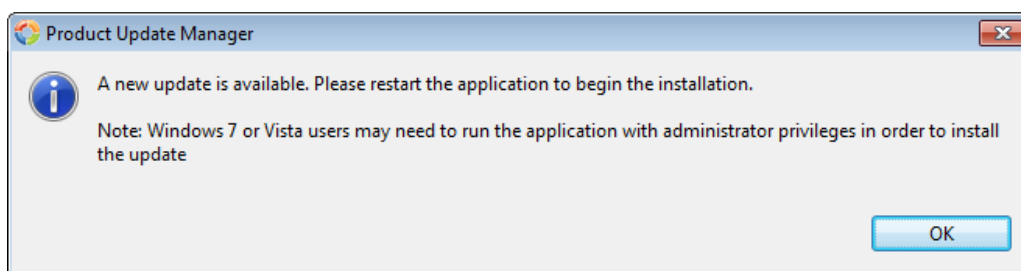 Product Update Manager
A new update is available. Please restart the application to begin the installation.
Note: Windows 7 or Vista users may need to run the application with administrator privileges in order to install
the update
OK